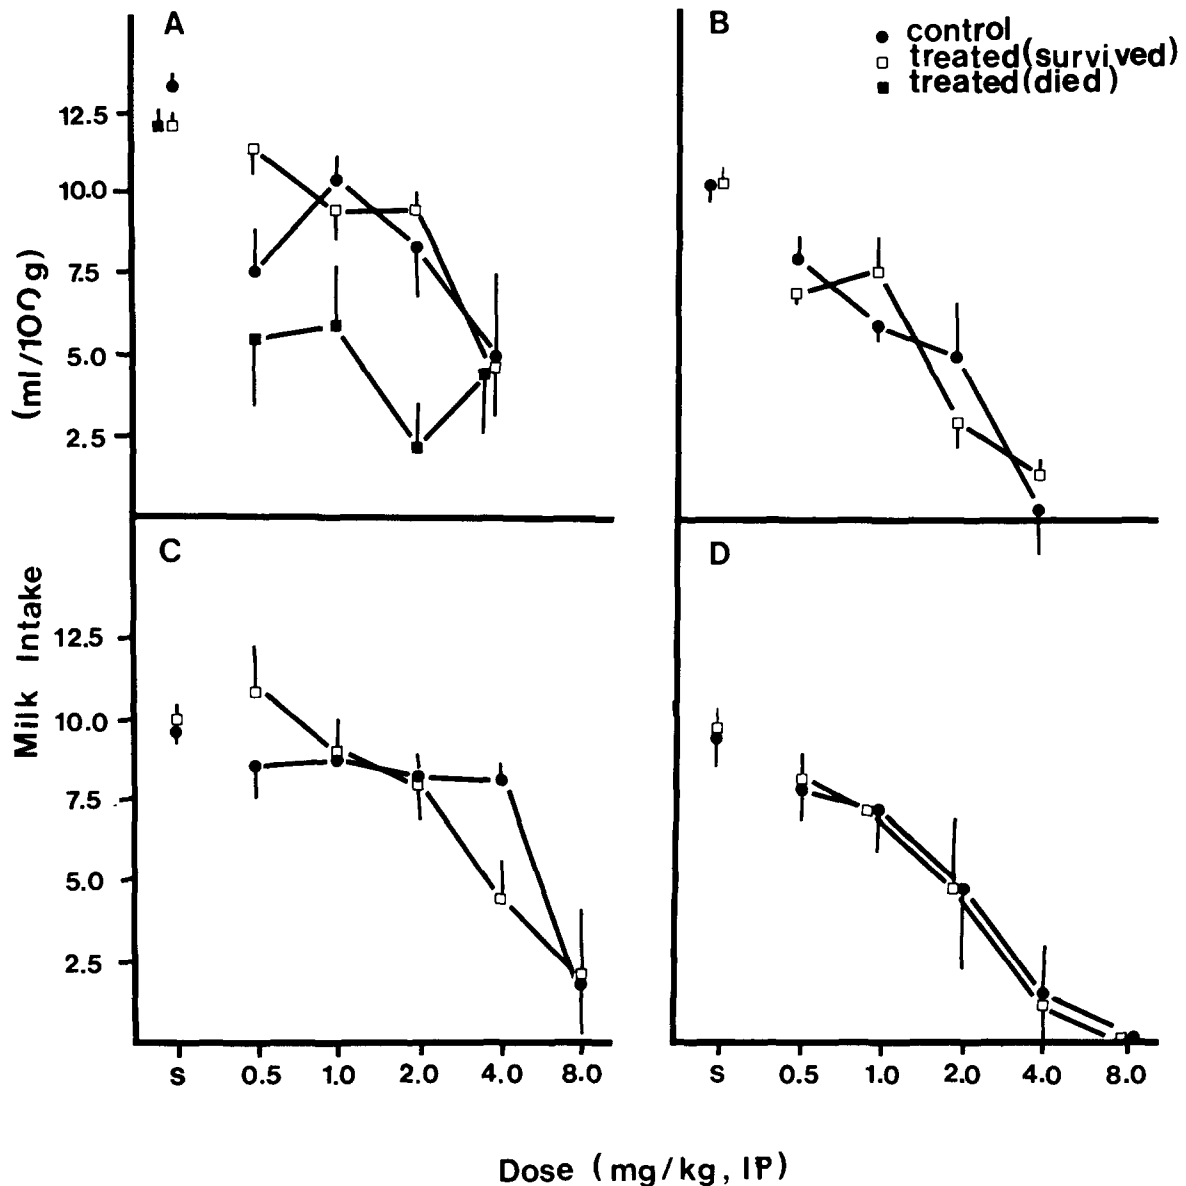 A
B
control
treated(survived)
treated(died)
12.5
10.0
7.5
5.0
2.5
(ml/100g)
C
D
Milk Intake
12.5
10.0
7.5
5.0
2.5
S 0.5 1.0 2.0 4.0 8.0
S 0.5 1.0 2.0 4.0 8.0
Dose (mg/kg, IP)